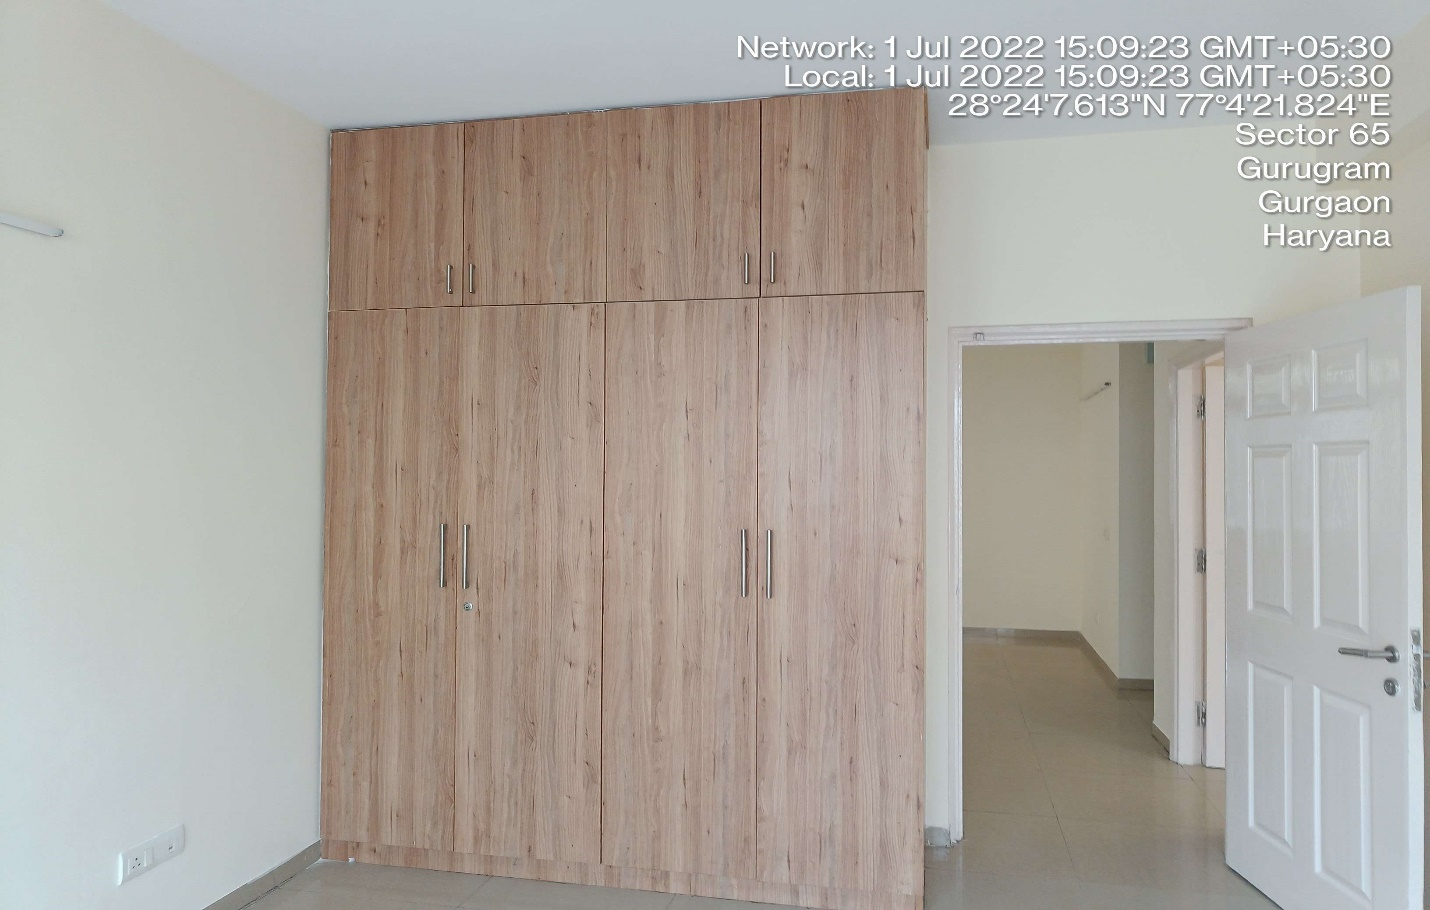 Network: 1 Jul 2022 15:09:23 GMT+05:30
Local: 1 Jul 2022 15:09:23 GMT+05:30
28°24'7.613"N 77°4'21.824"E
Sector 65
Gurugram
Gurgaon
Haryana